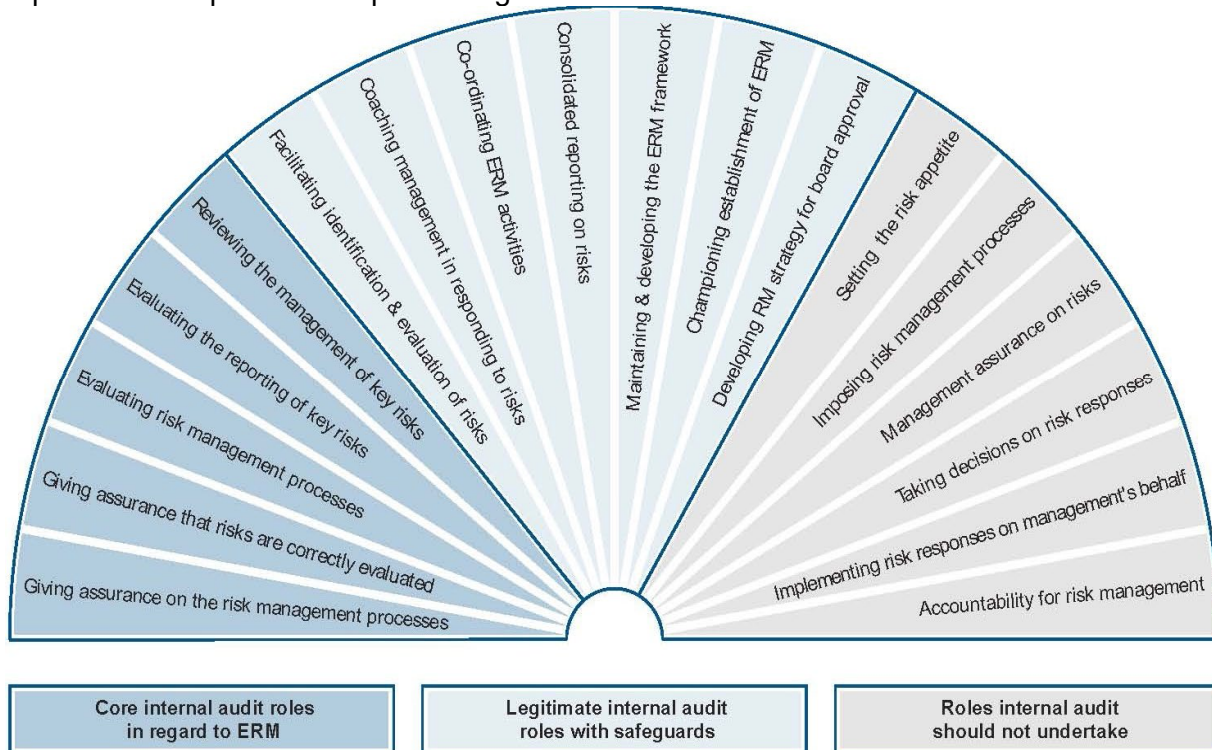 Giving assurance on the risk management processes
Giving assurance that risks are correctly evaluated
Evaluating risk management processes
Evaluating the reporting of key risks
Reviewing the management of key risks
Facilitating identification & evaluation of risks
Coaching management in responding to risks
Co-ordinating ERM activities
Consolidated reporting on risks
Maintaining & developing the ERM framework
Championing establishment of ERM
Developing RM strategy for board approval
Setting the risk appetite
Imposing risk management processes
Management assurance on risks
Taking decisions on risk responses
Implementing risk responses on management's behalf
Accountability for risk management
Core internal audit roles
in regard to ERM
Legitimate internal audit
roles with safeguards
Roles internal audit
should not undertake